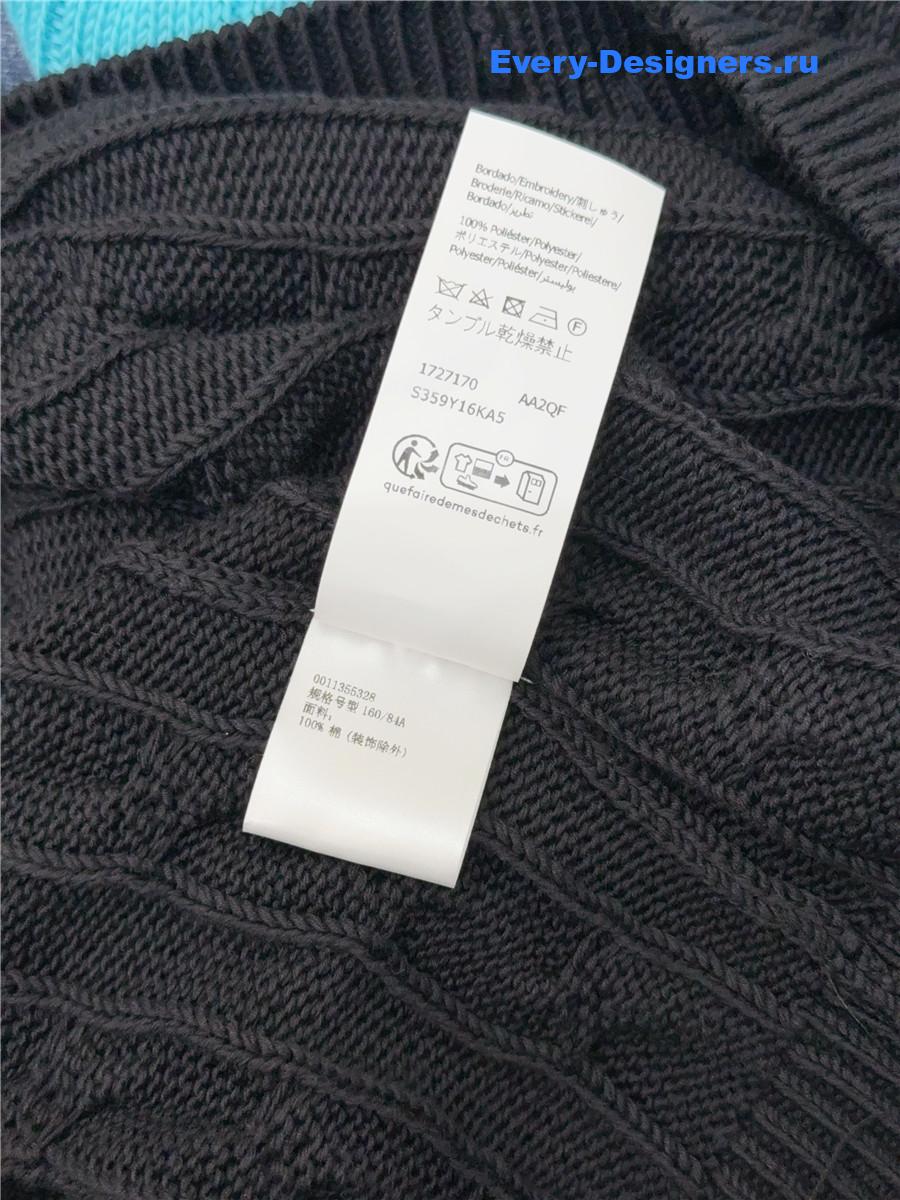 Every-Designers.ru
Bordado/Embroidery/刺しゅう/
Broderie/Ricamo/Stickerei/
Bordado/تطريز
100% Poliéster/Polyester/
ポリエステル/Polyester/Poliestere/
Polyester/Poliéster/بوليستر
F
タンブル乾燥禁止
1727170 AA2QF
S359Y16KA5
FR
quefairedemesdechets.fr
0011355328
规格号型 160/84A
面料:
100% 棉 (装饰除外)